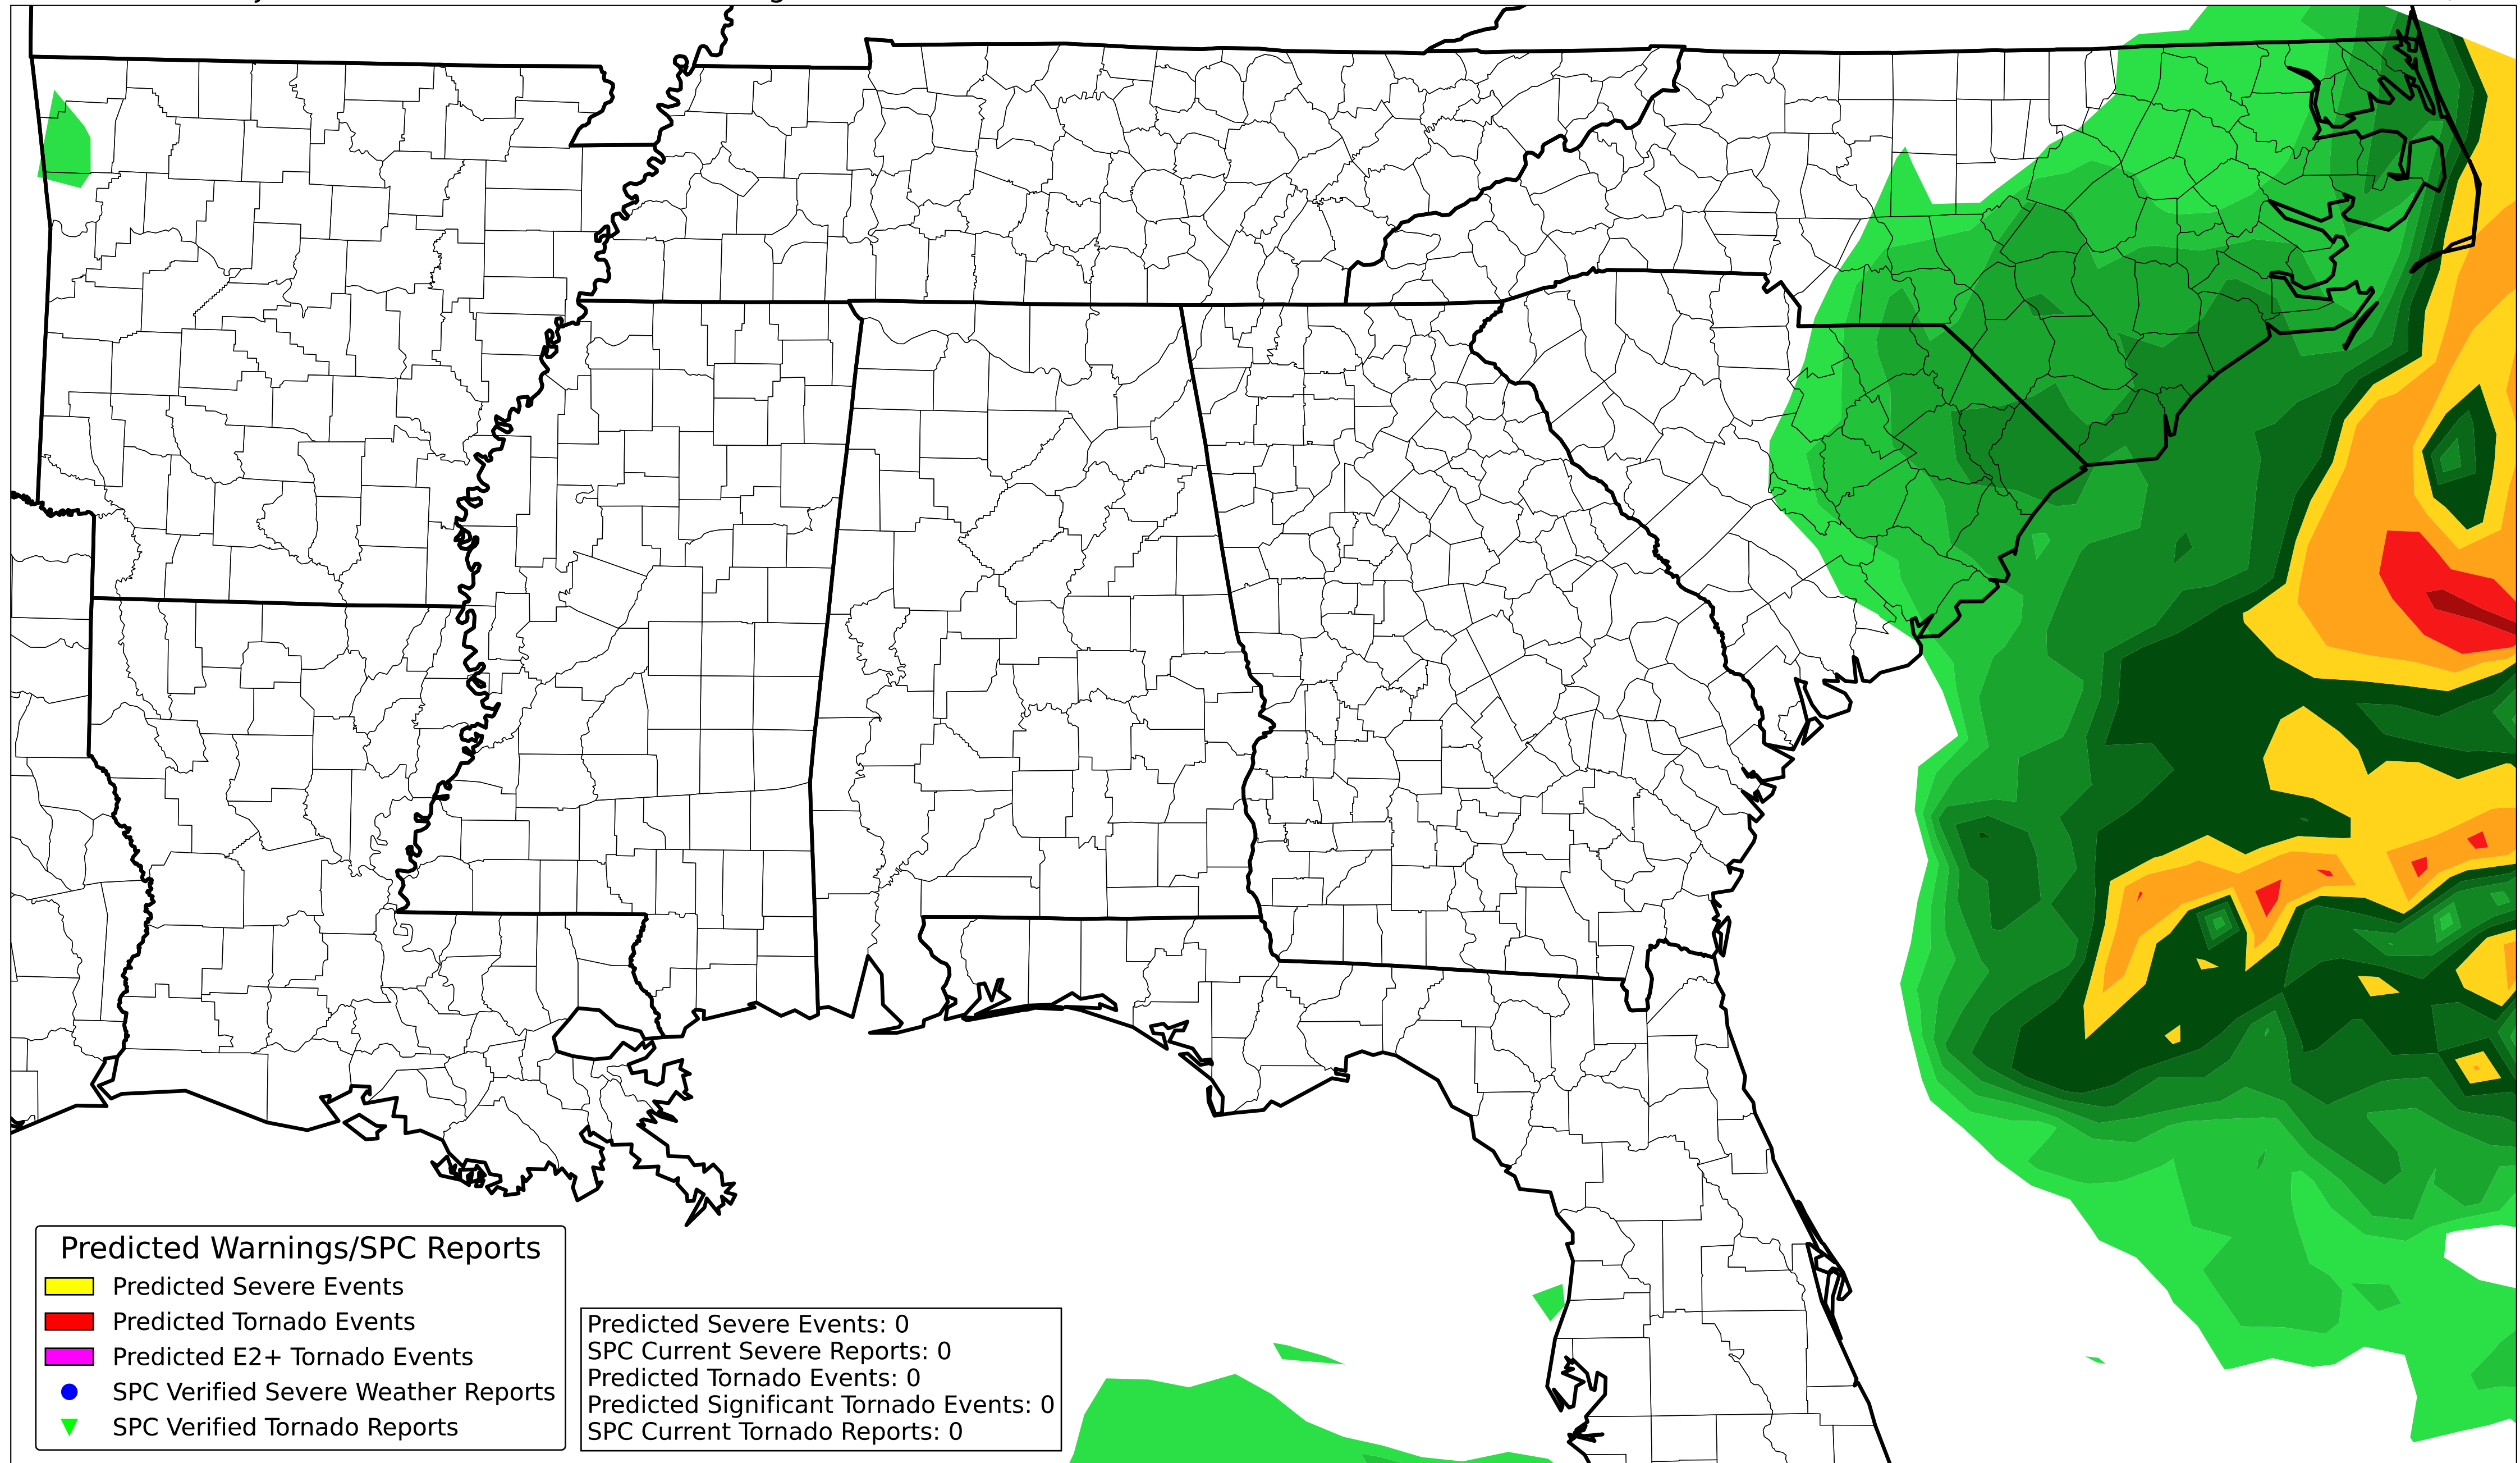 Predicted Warnings/SPC Reports
Predicted Severe Events
Predicted Tornado Events
Predicted E2+ Tornado Events
SPC Verified Severe Weather Reports
SPC Verified Tornado Reports
Predicted Severe Events: 0
SPC Current Severe Reports: 0
Predicted Tornado Events: 0
Predicted Significant Tornado Events: 0
SPC Current Tornado Reports: 0